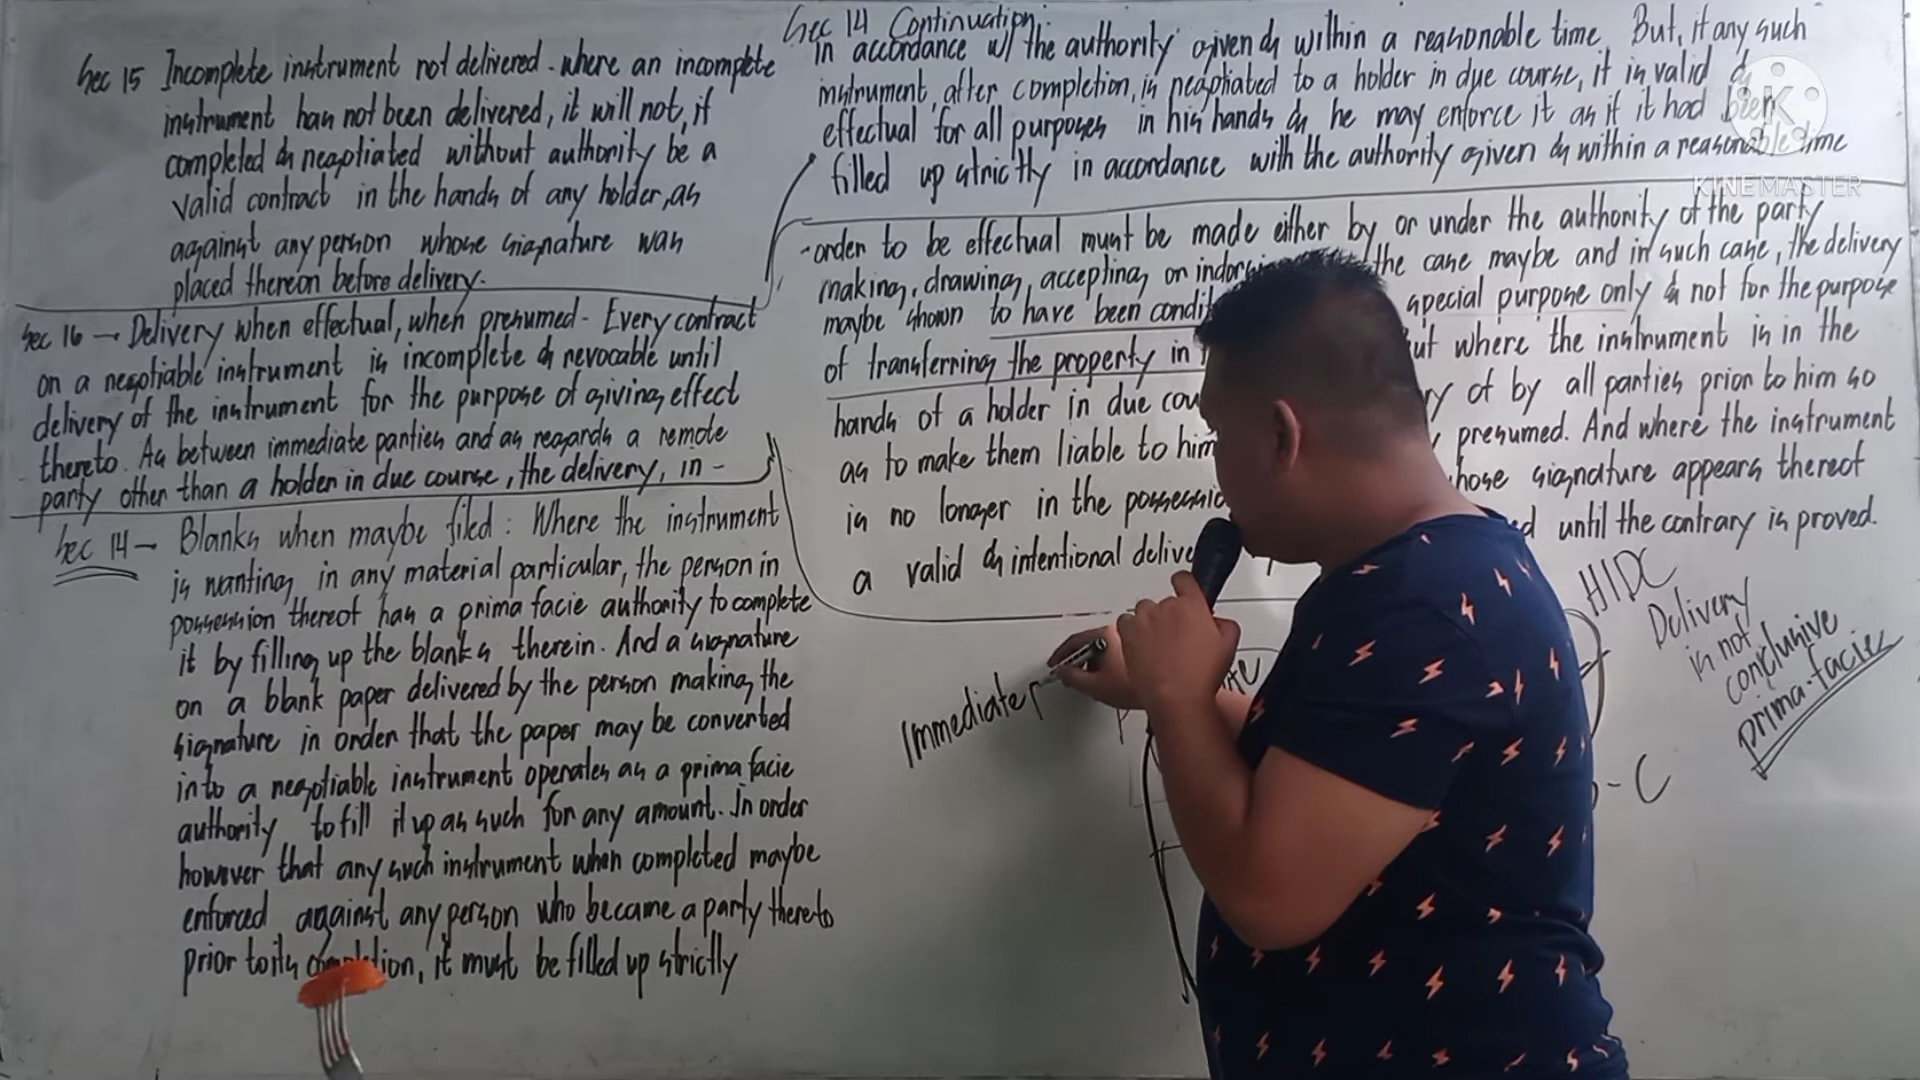 Sec 15 Incomplete instrument not delivered - where an incomplete
instrument has not been delivered, it will not, if
completed & negotiated without authority be a
valid contract in the hands of any holder, as
against any person whose signature was
placed thereon before delivery.
Sec 16 - Delivery when effectual, when presumed - Every contract
on a negotiable instrument is incomplete & revocable until
delivery of the instrument for the purpose of giving effect
thereto. As between immediate parties and as regards a remote
party other than a holder in due course, the delivery, in -
Sec 14 - Blanks when maybe filed : Where the instrument
is wanting in any material particular, the person in
possession thereof has a prima facie authority to complete
it by filling up the blanks therein. And a signature
on a blank paper delivered by the person making the
signature in order that the paper may be converted
into a negotiable instrument operates as a prima facie
authority to fill it up as such for any amount. In order
however that any such instrument when completed maybe
enforced against any person who became a party thereto
prior to its completion, it must be filled up strictly
Sec 14 Continuation:
in accordance w/ the authority given & within a reasonable time. But, if any such
instrument, after completion, is negotiated to a holder in due course, it is valid &
effectual for all purposes in his hands & he may enforce it as if it had been
filled up strictly in accordance with the authority given & within a reasonable time
KINEMASTER
- order to be effectual must be made either by or under the authority of the party
making, drawing, accepting or the case maybe and in such case, the delivery
maybe shown to have been special purpose only & not for the purpose
of transferring the property in where the instrument is in the
hands of a holder in due of by all parties prior to him so
as to make them liable to him presumed. And where the instrument
is no longer in the signature appears thereof
a valid & intentional until the contrary is proved.
Immediate
HIDC
Delivery
is not
conclusive
prima-facie
- C